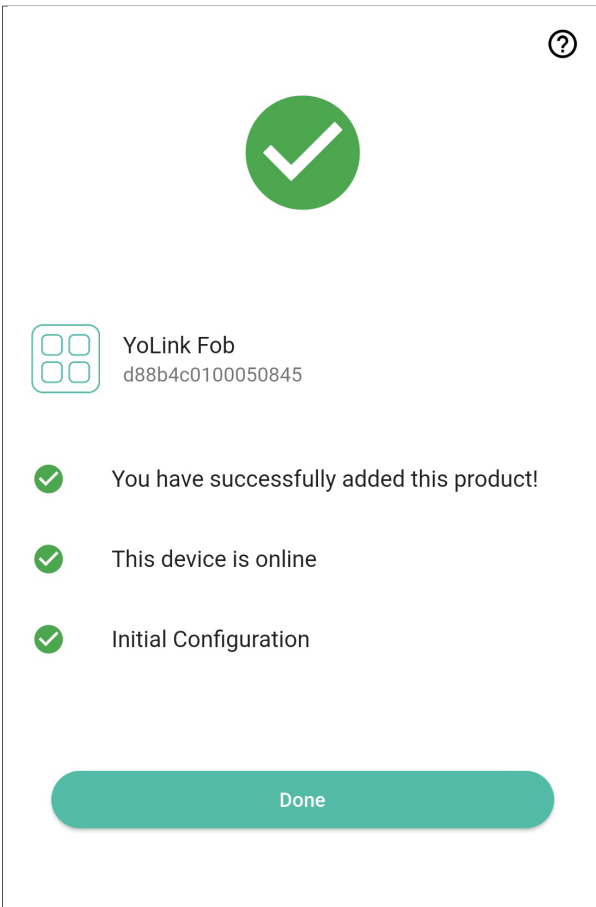 YoLink Fob
d88b4c0100050845
You have successfully added this product!
This device is online
Initial Configuration
Done